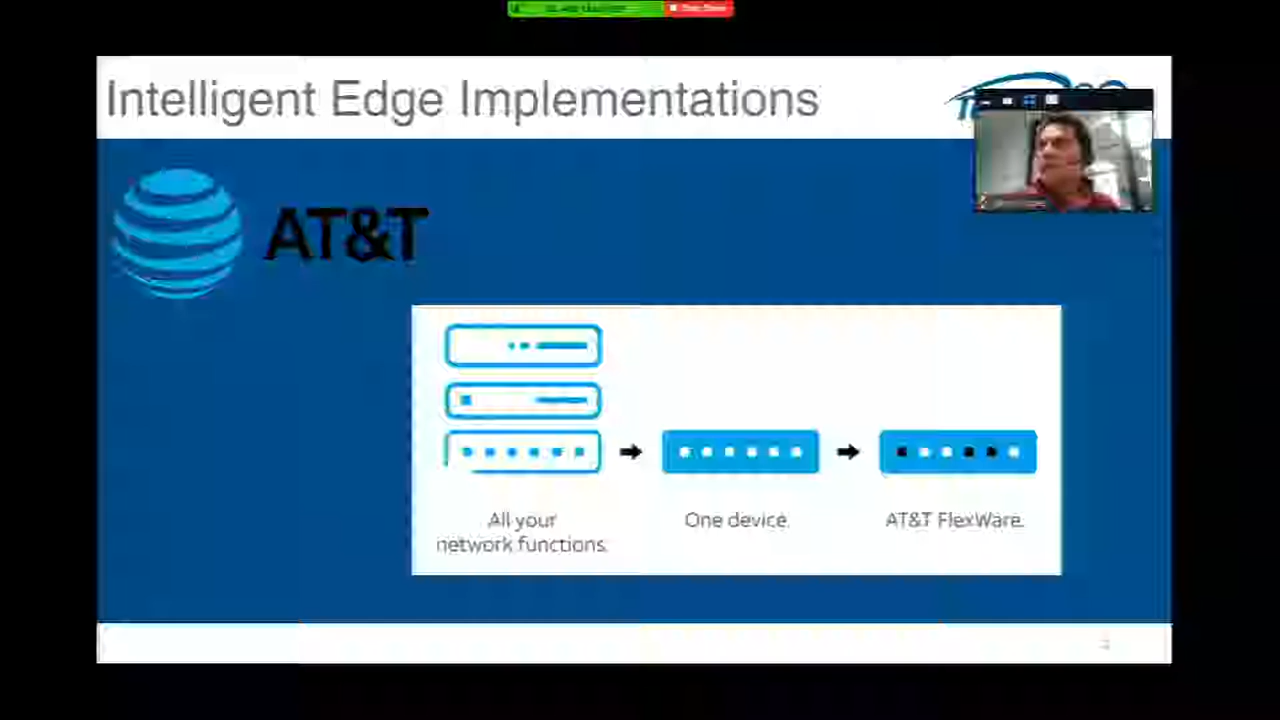 Intelligent Edge Implementations
AT&T
All your
network functions.
One device.
AT&T FlexWare.